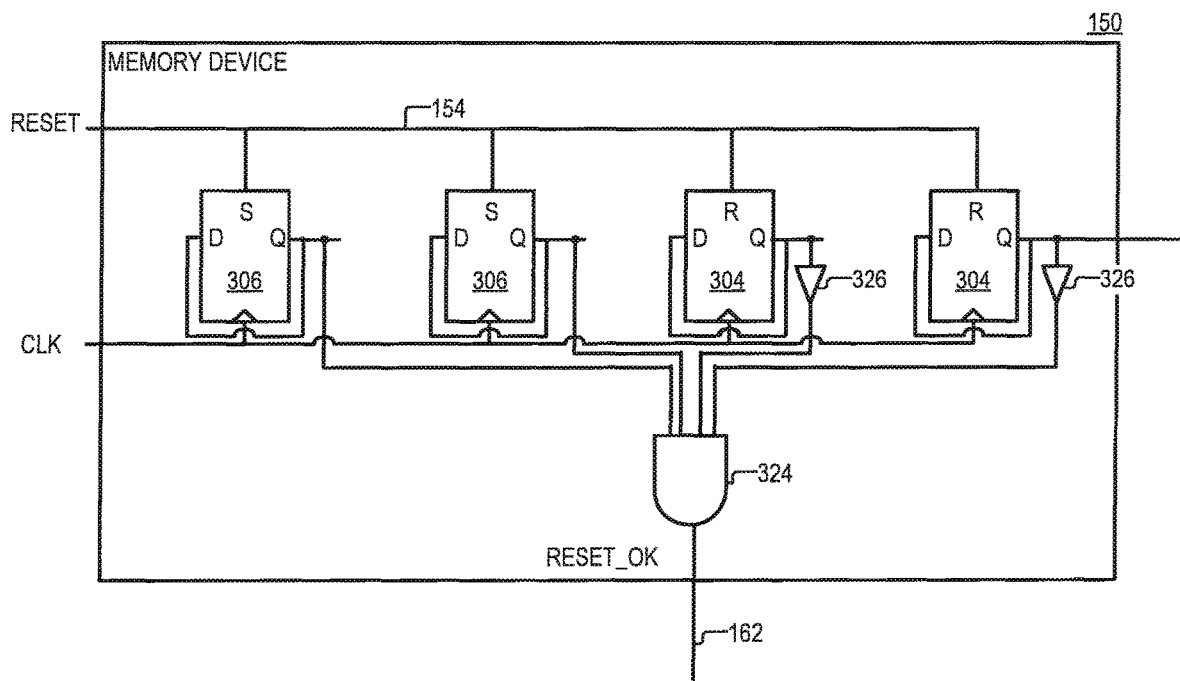 150
MEMORY DEVICE
RESET
154
S
S
R
R
D
Q
D
Q
D
Q
D
Q
306
306
304
326
304
326
CLK
324
RESET_OK
162